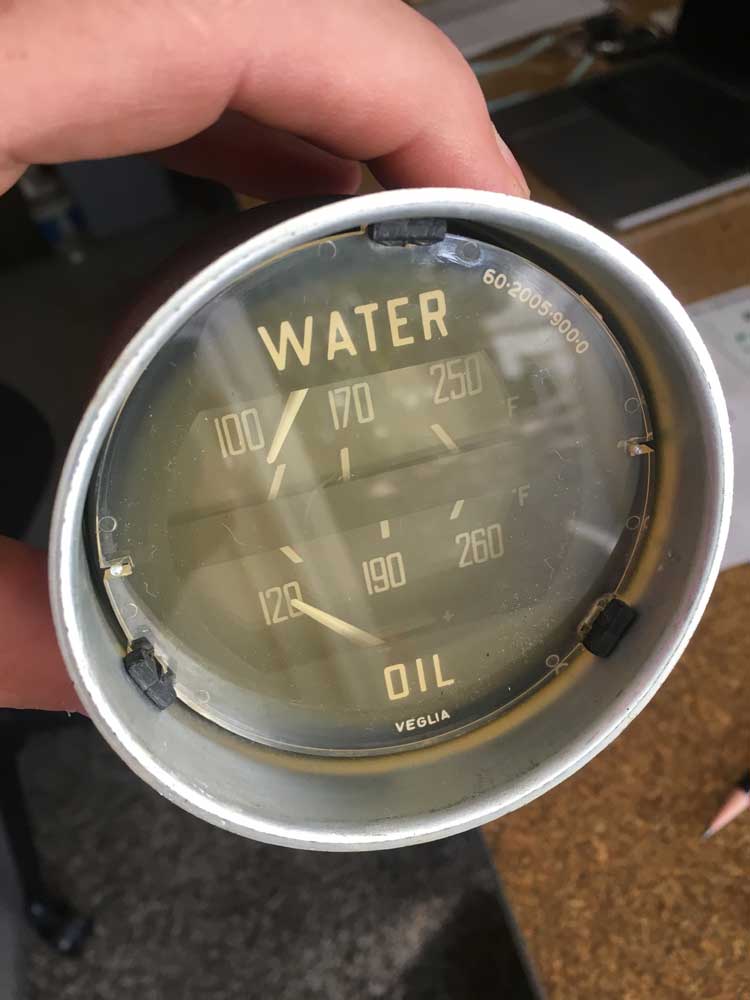 WATER
60·2005·900·0
100 170 250
F
°F
120 190 260
OIL
VEGLIA